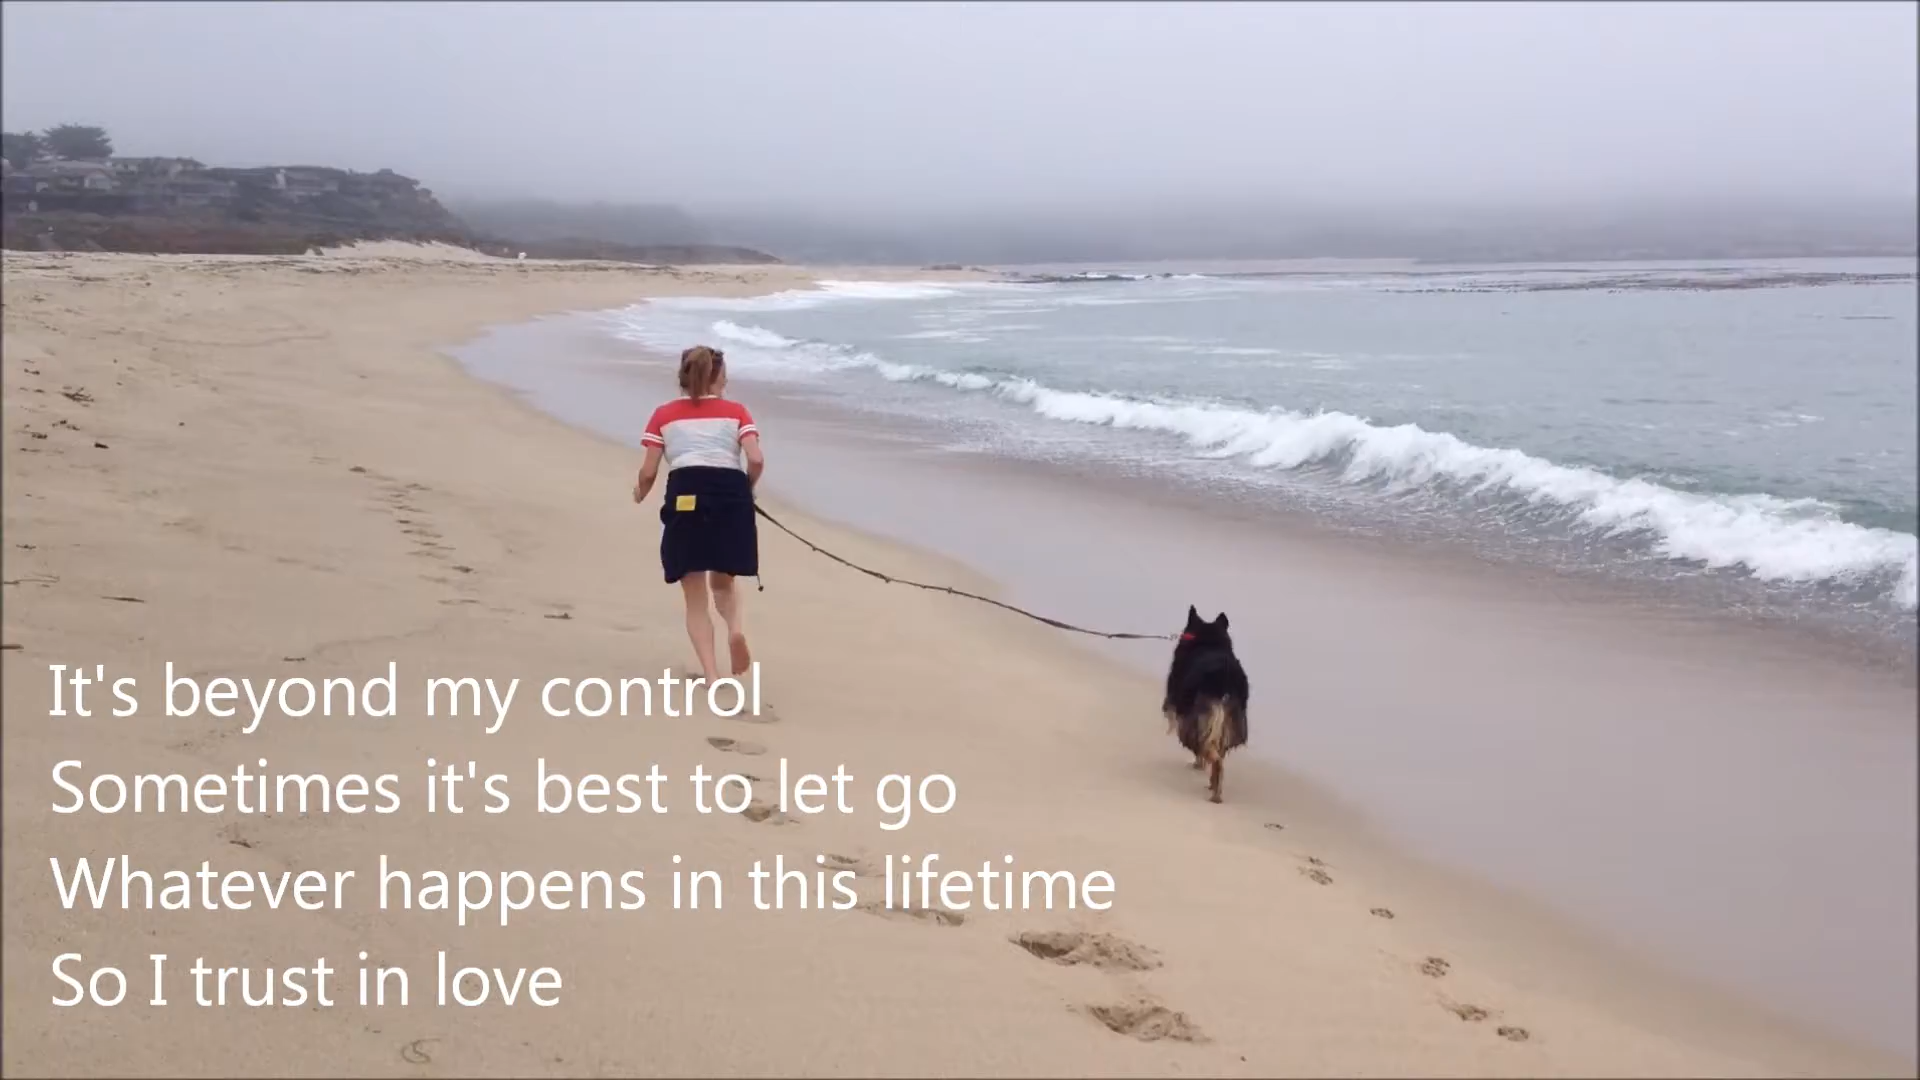 It's beyond my control
Sometimes it's best to let go
Whatever happens in this lifetime
So I trust in love